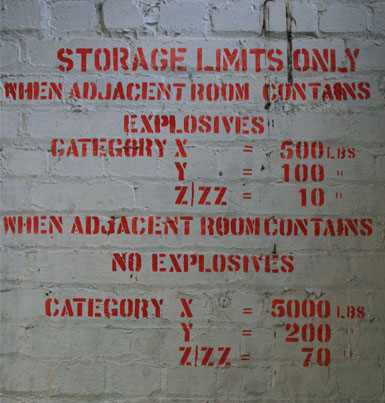 STORAGE LIMITS ONLY
WHEN ADJACENT ROOM CONTAINS
EXPLOSIVES
CATEGORY X = 500 LBS
Y = 100 "
Z|ZZ = 10 "
WHEN ADJACENT ROOM CONTAINS
NO EXPLOSIVES
CATEGORY X = 5000 LBS
Y = 200 "
Z|ZZ = 70 "